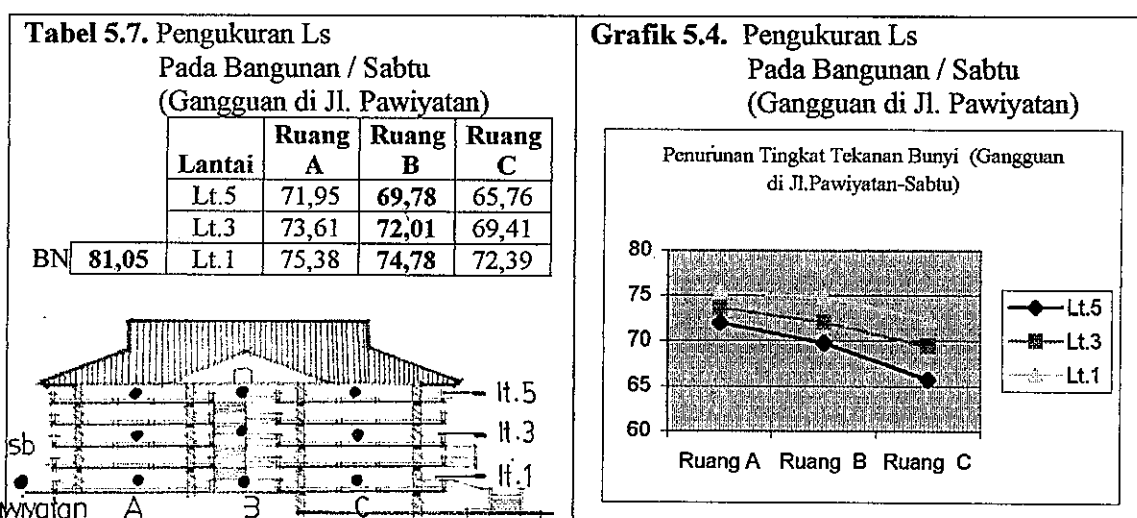 Tabel 5.7. Pengukuran Ls
Pada Bangunan / Sabtu
(Gangguan di Jl. Pawiyatan)
Lantai Ruang A Ruang B Ruang C
Lt.5 71,95 69,78 65,76
Lt.3 73,61 72,01 69,41
BN 81,05 Lt.1 75,38 74,78 72,39
lt.5
lt.3
sb
lt.1
A B C
Grafik 5.4. Pengukuran Ls
Pada Bangunan / Sabtu
(Gangguan di Jl. Pawiyatan)
Penurunan Tingkat Tekanan Bunyi (Gangguan
di Jl.Pawiyatan-Sabtu)
80
75
70
65
60
Ruang A Ruang B Ruang C
Lt.5
Lt.3
Lt.1